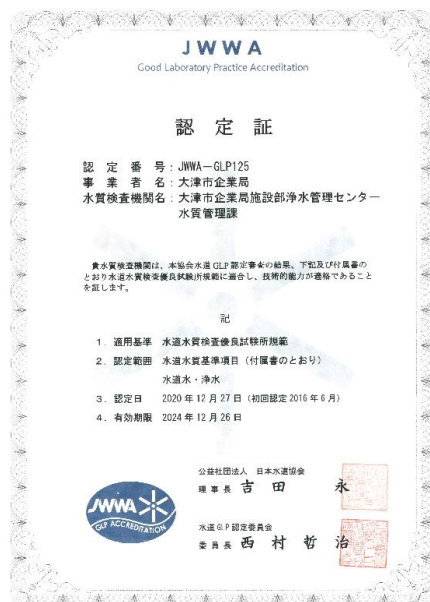 JWWA
Good Laboratory Practice Accreditation
認定証
認定番号:JWWA－GLP125
事業者名:大津市企業局
水質検査機関名:大津市企業局施設部浄水管理センター
水質管理課
貴水質検査機関は、本協会水道GLP認定審査の結果、下記及び付属書の
とおり水道水質検査優良試験所規範に適合し、技術的能力が適格であること
を証します。
記
1. 適用基準 水道水質検査優良試験所規範
2. 認定範囲 水道水質基準項目（付属書のとおり）
水道水・浄水
3. 認定日 2020年12月27日（初回認定2016年6月）
4. 有効期限 2024年12月26日
公益社団法人 日本水道協会
理事長 吉田 永
JWWA
GLP ACCREDITATION
水道GLP認定委員会
委員長 西村哲治